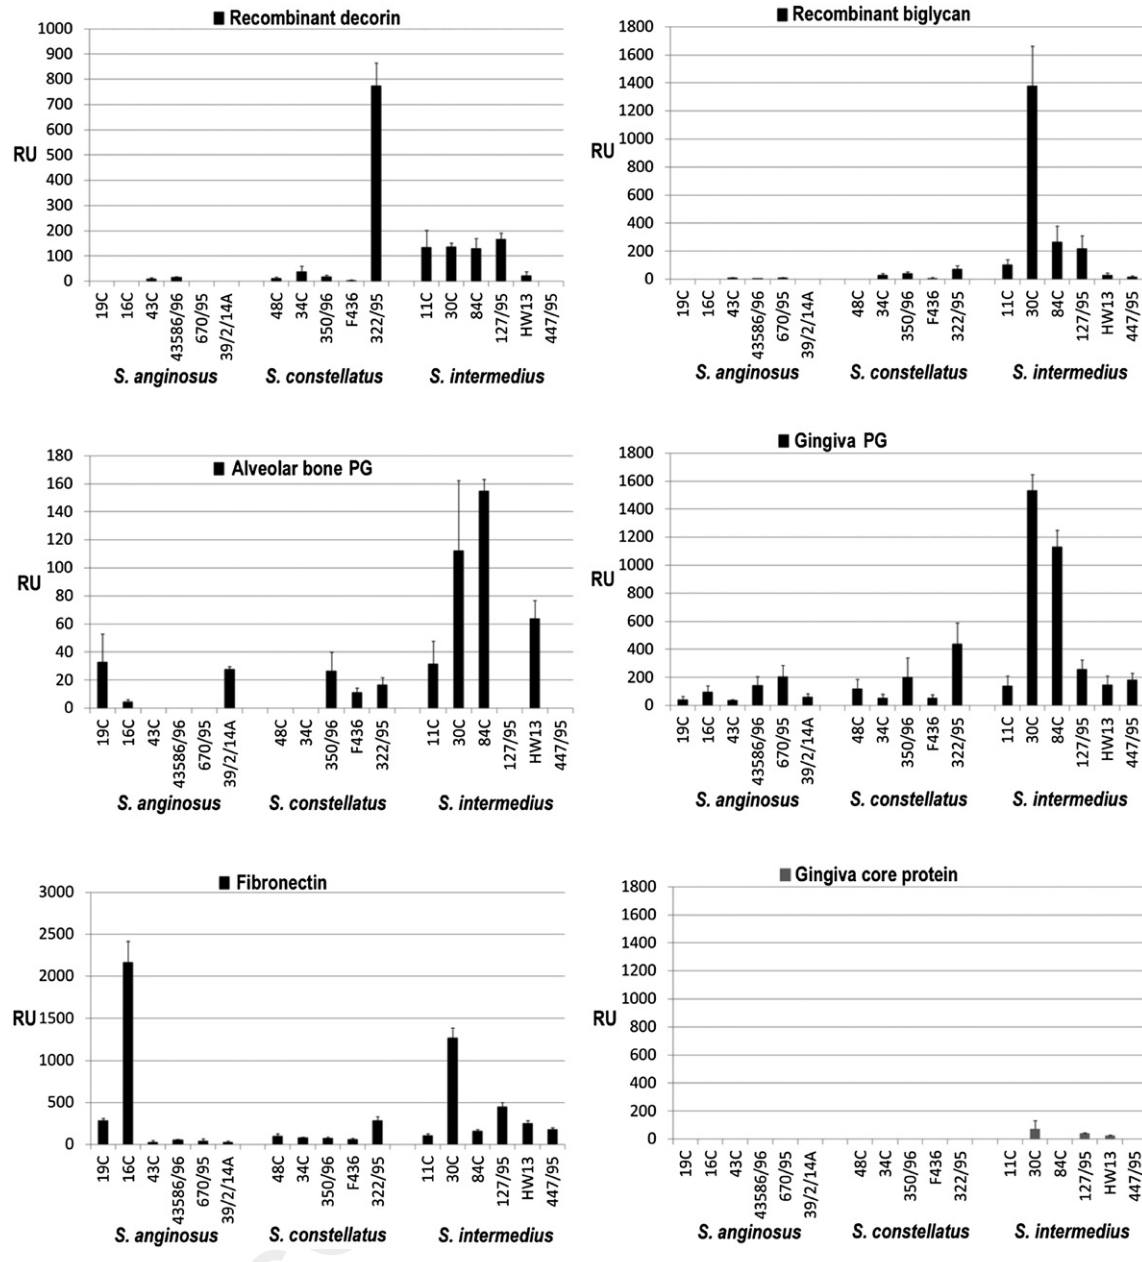 Recombinant decorin
1000
900
800
700
600
RU
500
400
300
200
100
0
19C
16C
43C
43586/96
670/95
39/2/14A
48C
34C
350/96
F436
322/95
11C
30C
84C
127/95
HW13
447/95
S. anginosus
S. constellatus
S. intermedius
Recombinant biglycan
1800
1600
1400
1200
1000
RU
800
600
400
200
0
19C
16C
43C
43586/96
670/95
39/2/14A
48C
34C
350/96
F436
322/95
11C
30C
84C
127/95
HW13
447/95
S. anginosus
S. constellatus
S. intermedius
Alveolar bone PG
180
160
140
120
100
RU
80
60
40
20
0
19C
16C
43C
43586/96
670/95
39/2/14A
48C
34C
350/96
F436
322/95
11C
30C
84C
127/95
HW13
447/95
S. anginosus
S. constellatus
S. intermedius
Gingiva PG
1800
1600
1400
1200
1000
RU
800
600
400
200
0
19C
16C
43C
43586/96
670/95
39/2/14A
48C
34C
350/96
F436
322/95
11C
30C
84C
127/95
HW13
447/95
S. anginosus
S. constellatus
S. intermedius
Fibronectin
3000
2500
2000
RU
1500
1000
500
0
19C
16C
43C
43586/96
670/95
39/2/14A
48C
34C
350/96
F436
322/95
11C
30C
84C
127/95
HW13
447/95
S. anginosus
S. constellatus
S. intermedius
Gingiva core protein
1800
1600
1400
1200
1000
RU
800
600
400
200
0
19C
16C
43C
43586/96
670/95
39/2/14A
48C
34C
350/96
F436
322/95
11C
30C
84C
127/95
HW13
447/95
S. anginosus
S. constellatus
S. intermedius